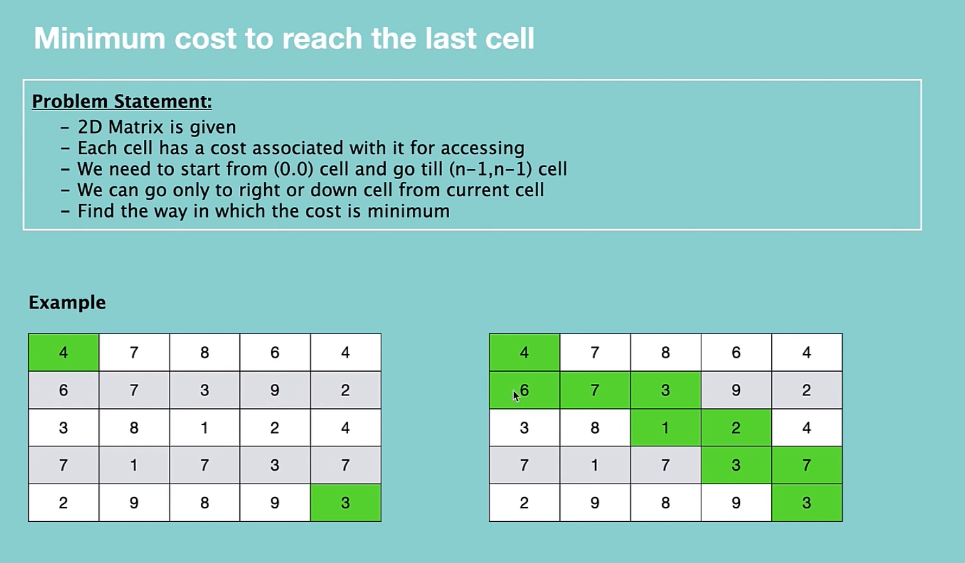 Minimum cost to reach the last cell
Problem Statement:
– 2D Matrix is given
– Each cell has a cost associated with it for accessing
– We need to start from (0.0) cell and go till (n-1,n-1) cell
– We can go only to right or down cell from current cell
– Find the way in which the cost is minimum
Example
4 7 8 6 4
6 7 3 9 2
3 8 1 2 4
7 1 7 3 7
2 9 8 9 3
4 7 8 6 4
6 7 3 9 2
3 8 1 2 4
7 1 7 3 7
2 9 8 9 3